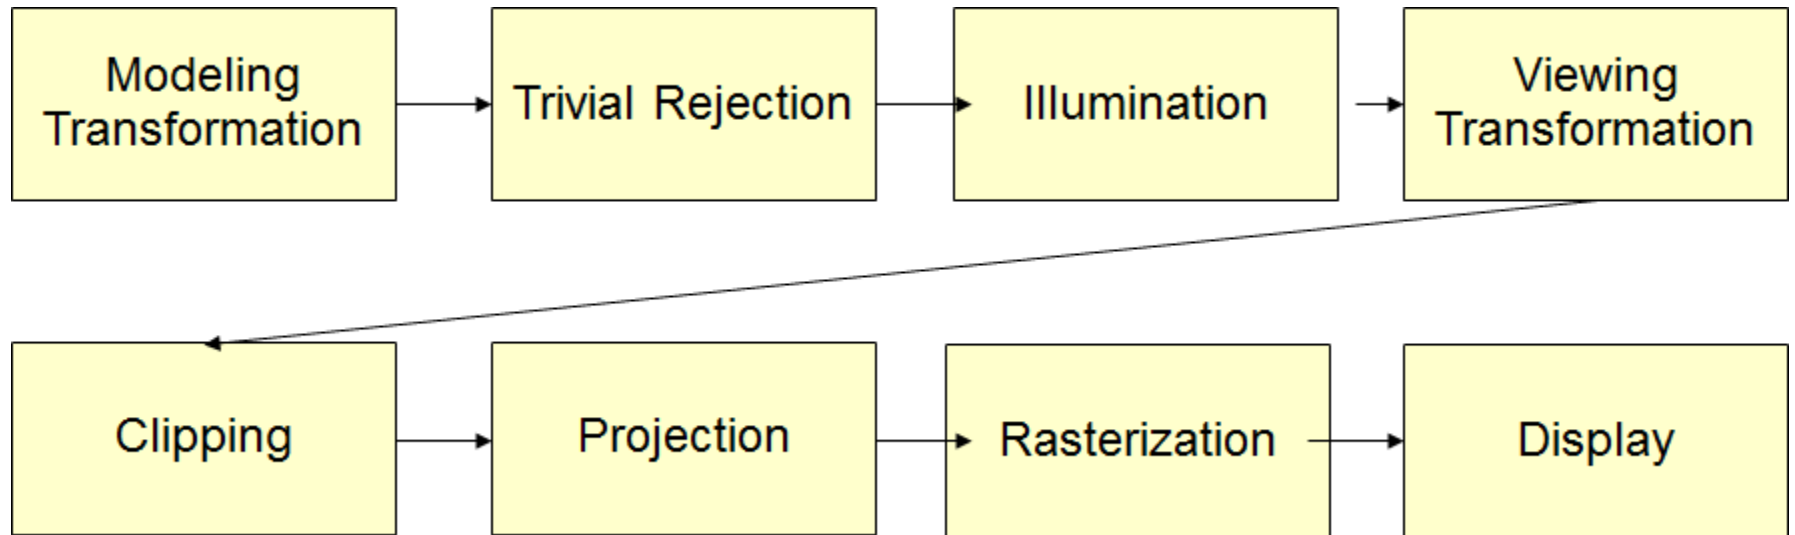 Modeling
Transformation
Trivial Rejection
Illumination
Viewing
Transformation
Clipping
Projection
Rasterization
Display